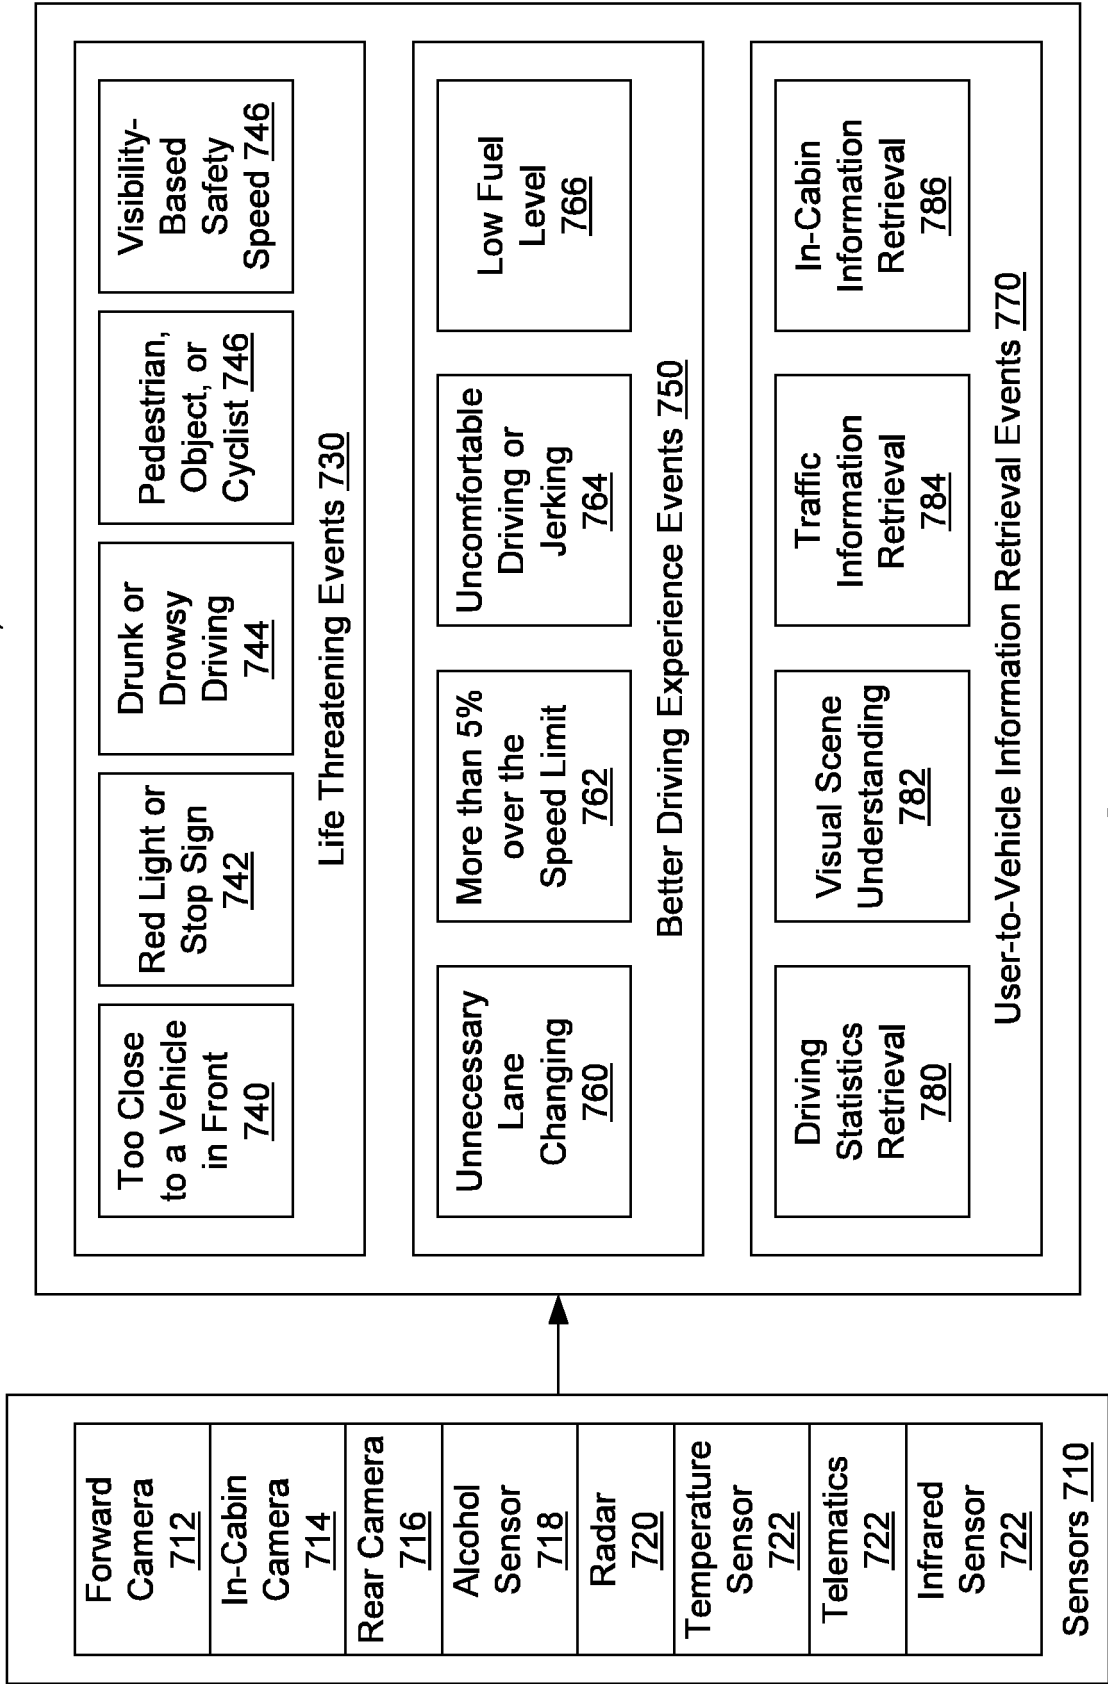 Forward
Camera
712
In-Cabin
Camera
714
Rear Camera
716
Alcohol
Sensor
718
Radar
720
Temperature
Sensor
722
Telematics
722
Infrared
Sensor
722
Sensors 710
Too Close
to a Vehicle
in Front
740
Red Light or
Stop Sign
742
Drunk or
Drowsy
Driving
744
Pedestrian,
Object, or
Cyclist 746
Visibility-
Based
Safety
Speed 746
Life Threatening Events 730
Unnecessary
Lane
Changing
760
More than 5%
over the
Speed Limit
762
Uncomfortable
Driving or
Jerking
764
Low Fuel
Level
766
Better Driving Experience Events 750
Driving
Statistics
Retrieval
780
Visual Scene
Understanding
782
Traffic
Information
Retrieval
784
In-Cabin
Information
Retrieval
786
User-to-Vehicle Information Retrieval Events 770